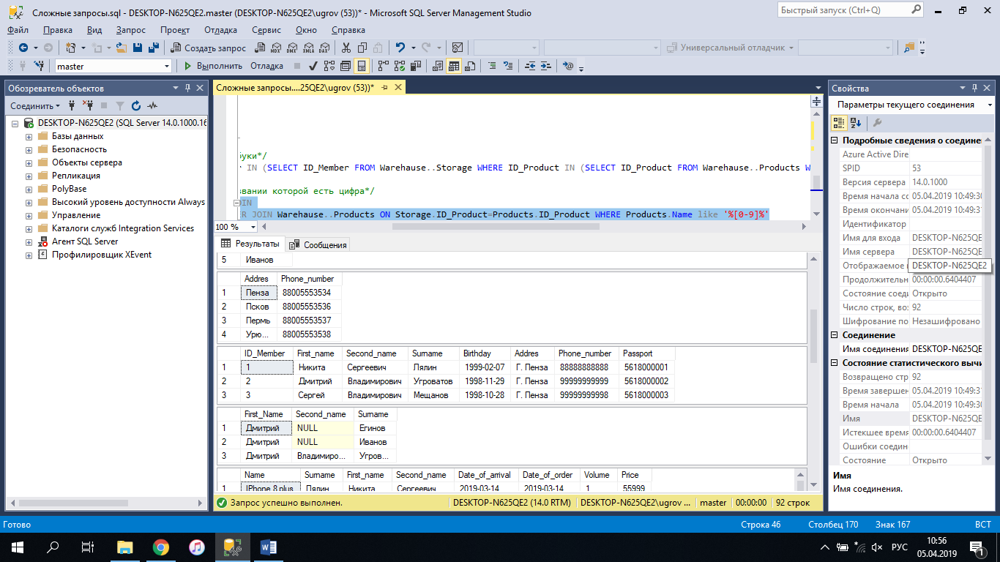 Сложные запросы.sql - DESKTOP-N625QE2.master (DESKTOP-N625QE2\ugrov (53))* - Microsoft SQL Server Management Studio
Быстрый запуск (Ctrl+Q)
Файл Правка Вид Запрос Проект Отладка Сервис Окно Справка
Создать запрос MDX DMX XMLA DAX Универсальный отладчик
master Выполнить Отладка
Обозреватель объектов
Соединить
DESKTOP-N625QE2 (SQL Server 14.0.1000.16
Базы данных
Безопасность
Объекты сервера
Репликация
PolyBase
Высокий уровень доступности Always
Управление
Каталоги служб Integration Services
Агент SQL Server
Профилировщик XEvent
Сложные запросы....25QE2\ugrov (53))*
буки*/
IN (SELECT ID_Member FROM Warehause..Storage WHERE ID_Product IN (SELECT ID_Product FROM Warehause..Products W
звании которой есть цифра*/
OIN
R JOIN Warehause..Products ON Storage.ID_Product=Products.ID_Product WHERE Products.Name like '%[0-9]%'
100 %
Результаты Сообщения
5 Иванов
Addres Phone_number
1 Пенза 88005553534
2 Псков 88005553536
3 Пермь 88005553537
4 Урю... 88005553538
ID_Member First_name Second_name Surname Birthday Addres Phone_number Passport
1 1 Никита Сергеевич Пялин 1999-02-07 Г. Пенза 88888888888 5618000001
2 2 Дмитрий Владимирович Угроватов 1998-11-29 Г. Пенза 99999999999 5618000002
3 3 Сергей Владимирович Мещанов 1998-10-28 Г. Пенза 99999999998 5618000003
First_Name Second_name Surname
1 Дмитрий NULL Егинов
2 Дмитрий NULL Иванов
3 Дмитрий Владимиро... Угров...
Name Surname First_name Second_name Date_of_arrival Date_of_order Volume Price
1 IPhone 8 plus Пялин Никита Сергеевич 2019-03-14 2019-03-14 1 55999
Запрос успешно выполнен. DESKTOP-N625QE2 (14.0 RTM) DESKTOP-N625QE2\ugrov ... master 00:00:00 92 строк
Свойства
Параметры текущего соединения
Подробные сведения о соедине
Azure Active Dire
SPID 53
Версия сервера 14.0.1000
Время начала со 05.04.2019 10:49:30
Время окончани 05.04.2019 10:49:31
Идентификатор
Имя для входа DESKTOP-N625QE
Имя сервера DESKTOP-N625QE
Отображаемое DESKTOP-N625QE2
Продолжительн 00:00:00.6404407
Состояние соеди Открыто
Число строк, воз 92
Шифрование по Незашифровано
Соединение
Имя соединения DESKTOP-N625QE
Состояние статистического вычи
Возвращено стр 92
Время завершен 05.04.2019 10:49:31
Время начала 05.04.2019 10:49:30
Имя DESKTOP-N625QE
Истекшее время 00:00:00.6404407
Ошибки соедин
Состояние Открыто
Имя
Имя соединения.
Готово Строка 46 Столбец 170 Знак 167 ВСТ
РУС 10:56
05.04.2019
1